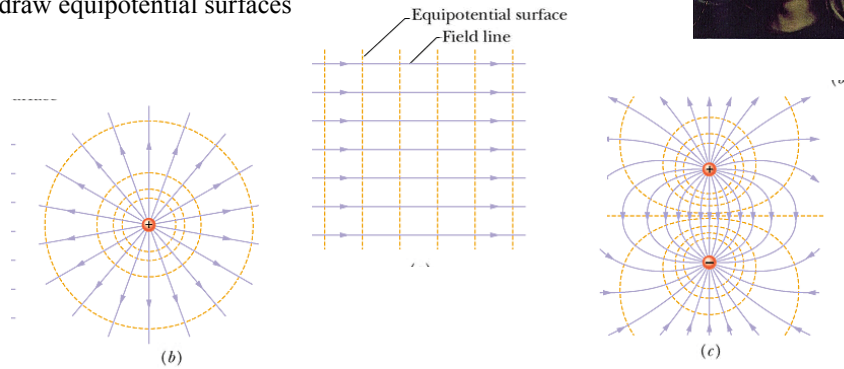 draw equipotential surfaces
Equipotential surface
Field line
+
(b)
+
−
(c)